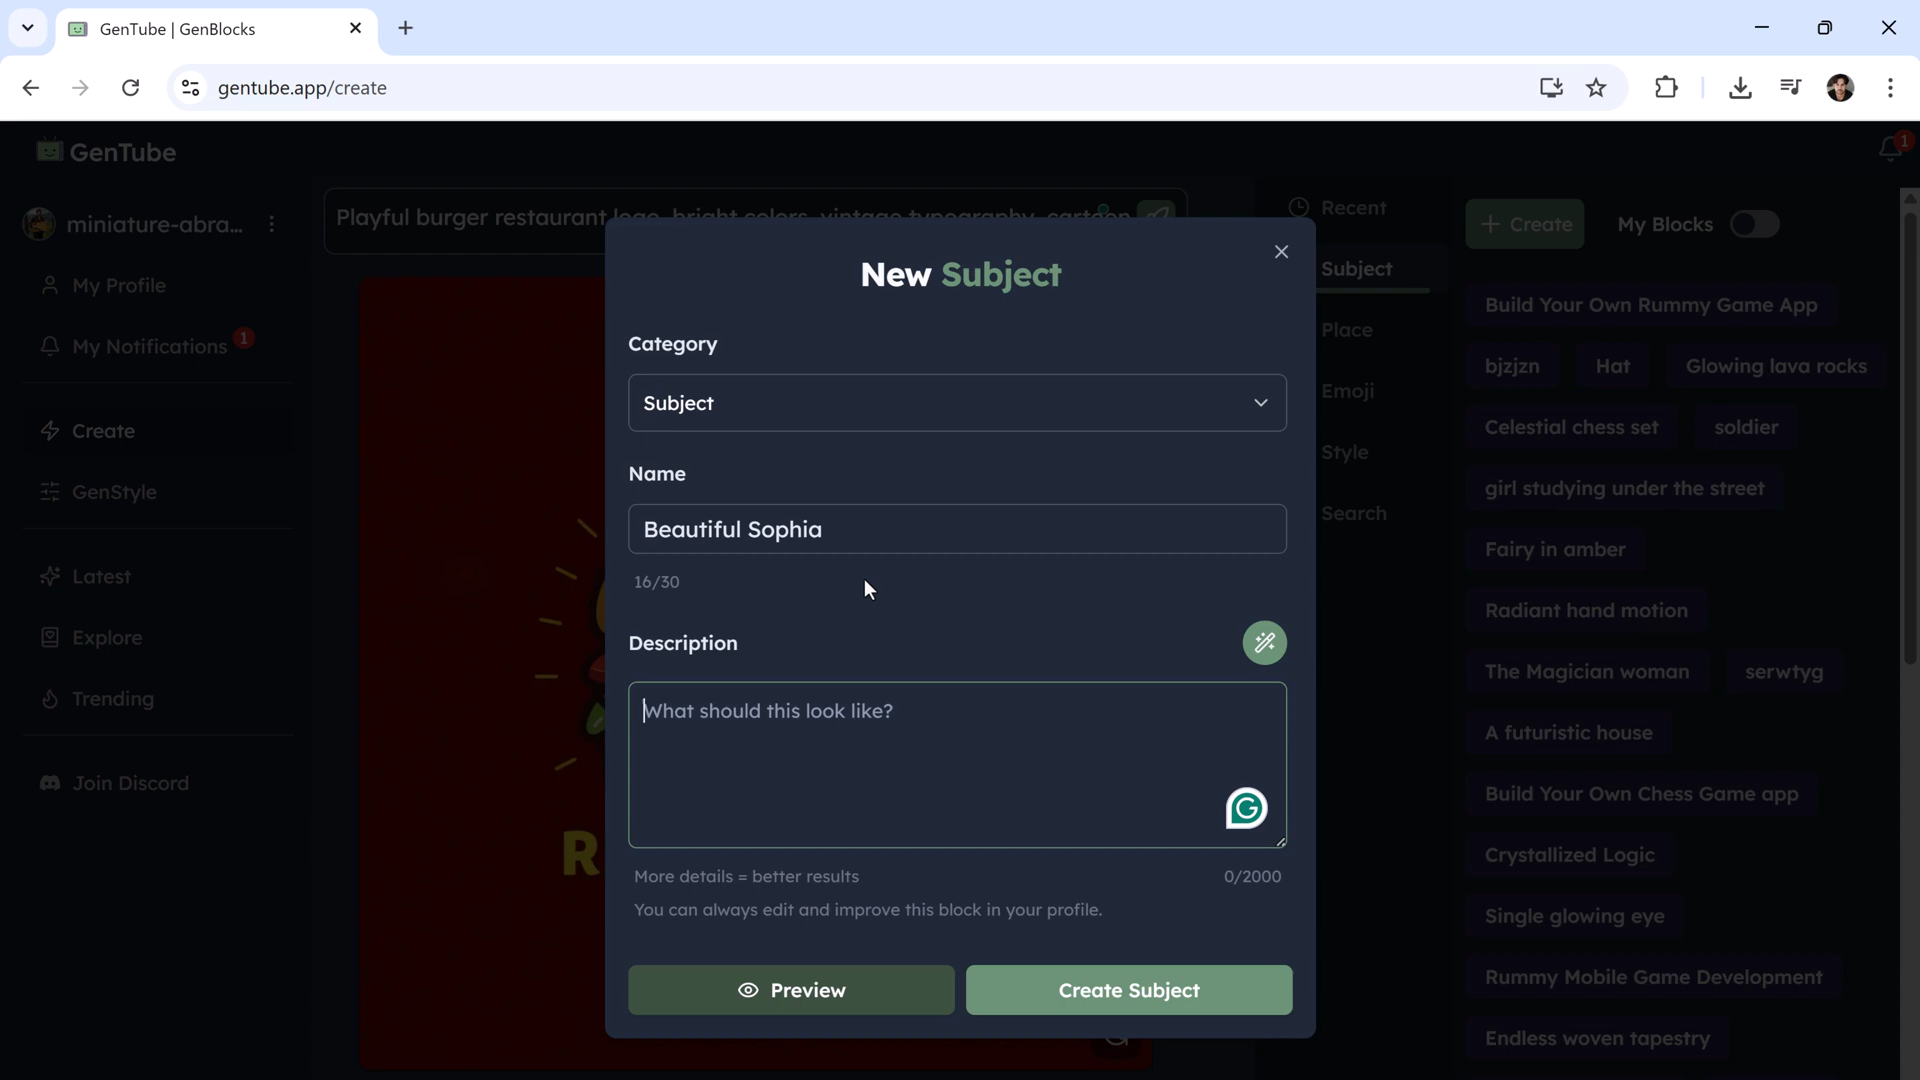 GenTube | GenBlocks
gentube.app/create
GenTube
1
miniature-abra...
My Profile
My Notifications 1
Create
GenStyle
Latest
Explore
Trending
Join Discord
Playful burger restaurant logo, bright colors, vintage typography, cartoon
R
New Subject
Category
Subject
Name
Beautiful Sophia
16/30
Description
What should this look like?
More details = better results
0/2000
You can always edit and improve this block in your profile.
Preview
Create Subject
Recent
Subject
Place
Emoji
Style
Search
+ Create
My Blocks
Build Your Own Rummy Game App
bjzjzn
Hat
Glowing lava rocks
Celestial chess set
soldier
girl studying under the street
Fairy in amber
Radiant hand motion
The Magician woman
serwtyg
A futuristic house
Build Your Own Chess Game app
Crystallized Logic
Single glowing eye
Rummy Mobile Game Development
Endless woven tapestry